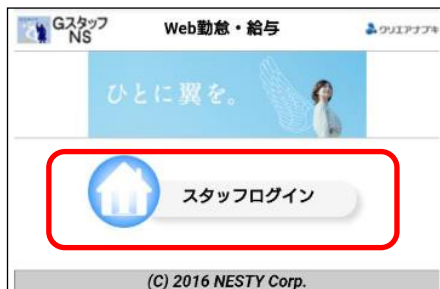 Gスタッフ
NS
Web勤怠・給与
クリエアナブキ
ひとに翼を。
スタッフログイン
(C) 2016 NESTY Corp.